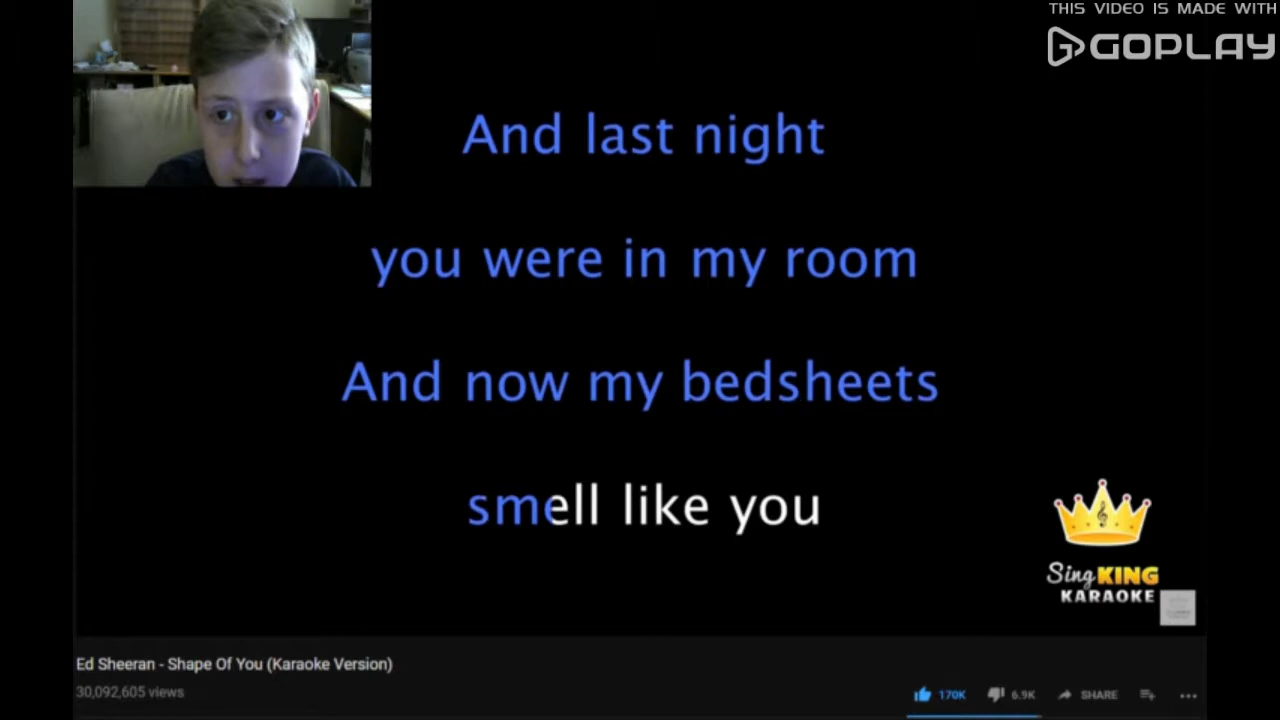 THIS VIDEO IS MADE WITH
GOPLAY
And last night
you were in my room
And now my bedsheets
smell like you
Sing KING
KARAOKE
Ed Sheeran - Shape Of You (Karaoke Version)
30,092,605 views
170K
6.9K
SHARE